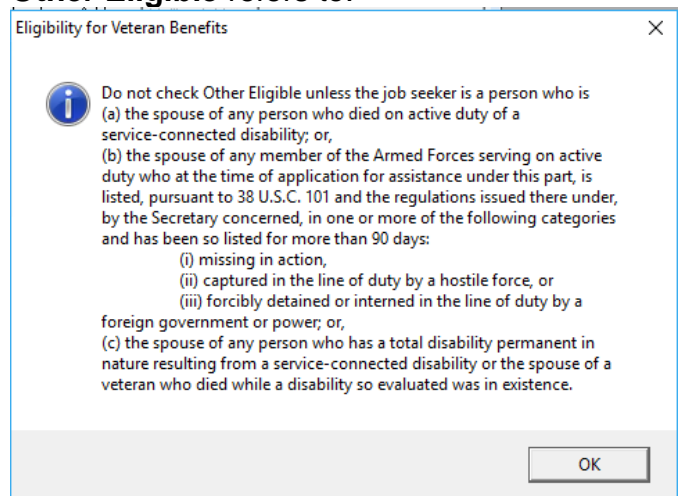 Other Eligible refers to:
Eligibility for Veteran Benefits
Do not check Other Eligible unless the job seeker is a person who is
(a) the spouse of any person who died on active duty of a
service-connected disability; or,
(b) the spouse of any member of the Armed Forces serving on active
duty who at the time of application for assistance under this part, is
listed, pursuant to 38 U.S.C. 101 and the regulations issued there under,
by the Secretary concerned, in one or more of the following categories
and has been so listed for more than 90 days:
(i) missing in action,
(ii) captured in the line of duty by a hostile force, or
(iii) forcibly detained or interned in the line of duty by a
foreign government or power; or,
(c) the spouse of any person who has a total disability permanent in
nature resulting from a service-connected disability or the spouse of a
veteran who died while a disability so evaluated was in existence.
OK